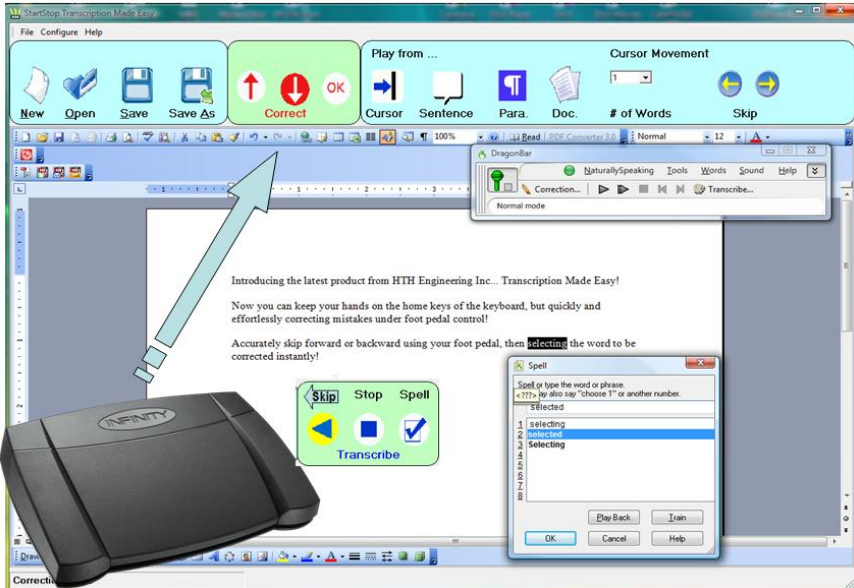 StartStop Transcription Made Easy
File Configure Help
Play from ...
Cursor Movement
1
OK
New Open Save Save As
Correct
Cursor Sentence Para. Doc.
# of Words Skip
100%
Read PDF Converter 3.0
Normal
12
DragonBar
NaturallySpeaking Tools Words Sound Help
Correction... Transcribe...
Normal mode
Introducing the latest product from HTH Engineering Inc... Transcription Made Easy!
Now you can keep your hands on the home keys of the keyboard, but quickly and
effortlessly correcting mistakes under foot pedal control!
Accurately skip forward or backward using your foot pedal, then selecting the word to be
corrected instantly!
Skip Stop Spell
Transcribe
INFINITY
Spell
Spell or type the word or phrase.
<???> ay also say "choose 1" or another number.
selected
1 selecting
2 selected
3 Selecting
4
5
6
7
8
Play Back Train
OK Cancel Help
Draw
Correcti